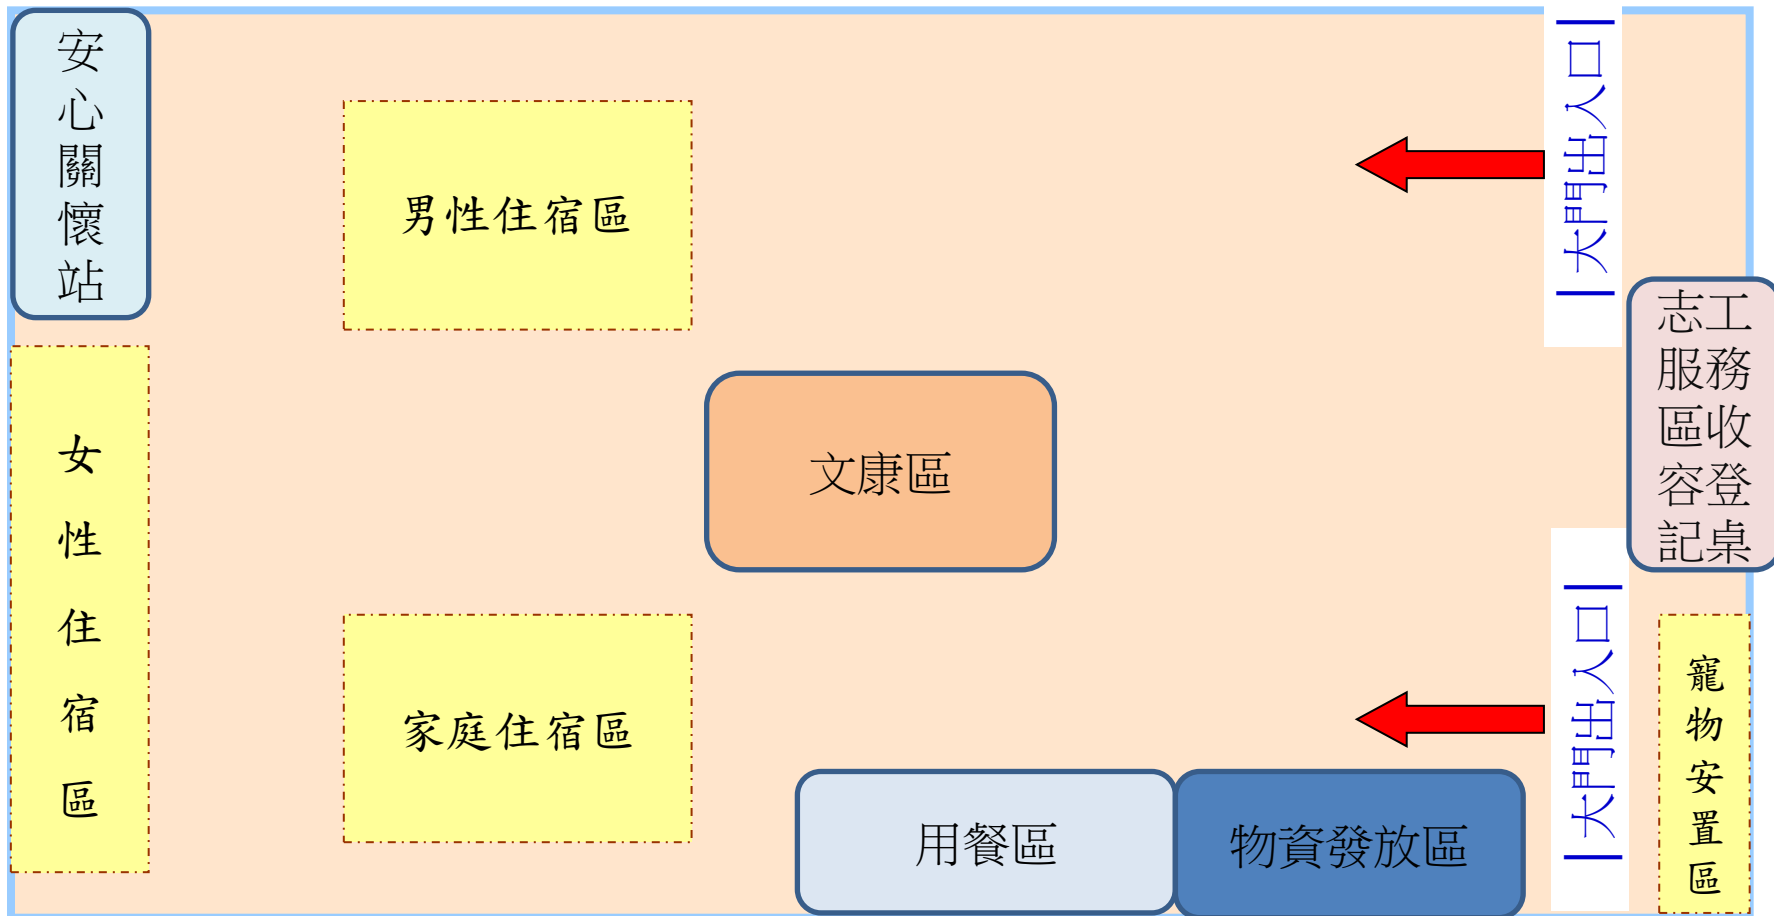 安心關懷站
男性住宿區
|大門出入口|
志工
服務
區收
容登
記桌
女性住宿區
文康區
家庭住宿區
|大門出入口|
寵物安置區
用餐區
物資發放區